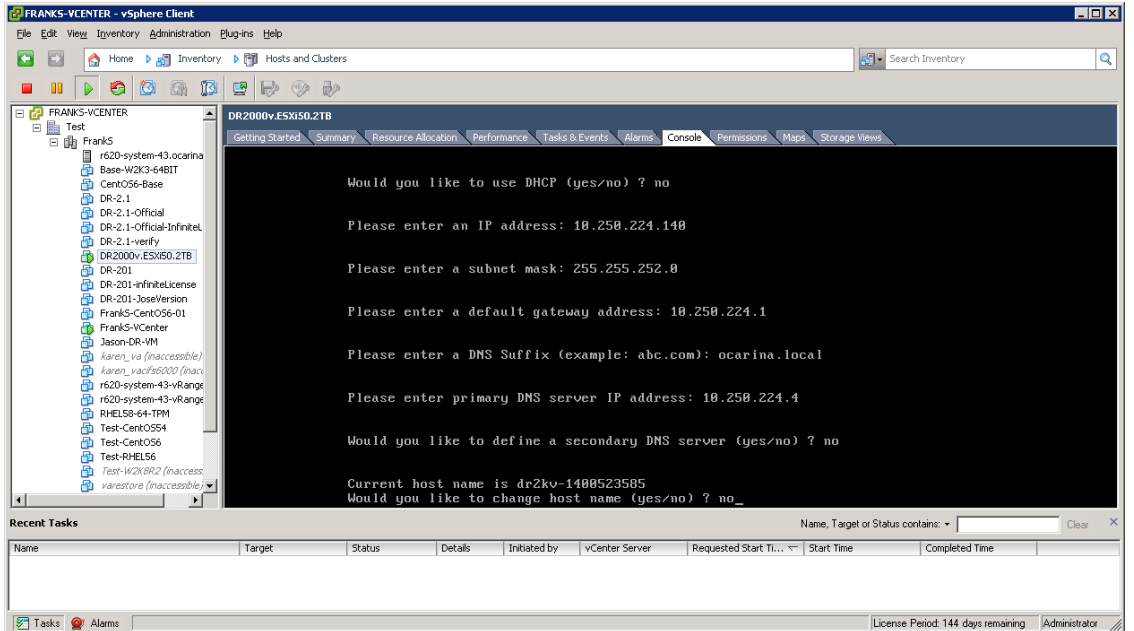 FRANKS-VCENTER - vSphere Client
File Edit View Inventory Administration Plug-ins Help
Home Inventory Hosts and Clusters
Search Inventory
FRANKS-VCENTER
Test
FrankS
r620-system-43.ocarina
Base-W2K3-64BIT
CentOS6-Base
DR-2.1
DR-2.1-Official
DR-2.1-Official-InfiniteL
DR-2.1-verify
DR2000v.ESXi50.2TB
DR-201
DR-201-infiniteLicense
DR-201-JoseVersion
FrankS-CentOS6-01
FrankS-VCenter
Jason-DR-VM
karen_va (inaccessible)
karen_vacifs6000 (inacc
r620-system-43-vRange
r620-system-43-vRange
RHEL58-64-TPM
Test-CentOS54
Test-CentOS6
Test-RHEL56
Test-W2K8R2 (inaccess
varestore (inaccessible)
DR2000v.ESXi50.2TB
Getting Started Summary Resource Allocation Performance Tasks & Events Alarms Console Permissions Maps Storage Views
Would you like to use DHCP (yes/no) ? no
Please enter an IP address: 10.250.224.140
Please enter a subnet mask: 255.255.252.0
Please enter a default gateway address: 10.250.224.1
Please enter a DNS Suffix (example: abc.com): ocarina.local
Please enter primary DNS server IP address: 10.250.224.4
Would you like to define a secondary DNS server (yes/no) ? no
Current host name is dr2kv-1400523585
Would you like to change host name (yes/no) ? no_
Recent Tasks
Name, Target or Status contains:
Clear
Name Target Status Details Initiated by vCenter Server Requested Start Ti... Start Time Completed Time
Tasks Alarms
License Period: 144 days remaining Administrator